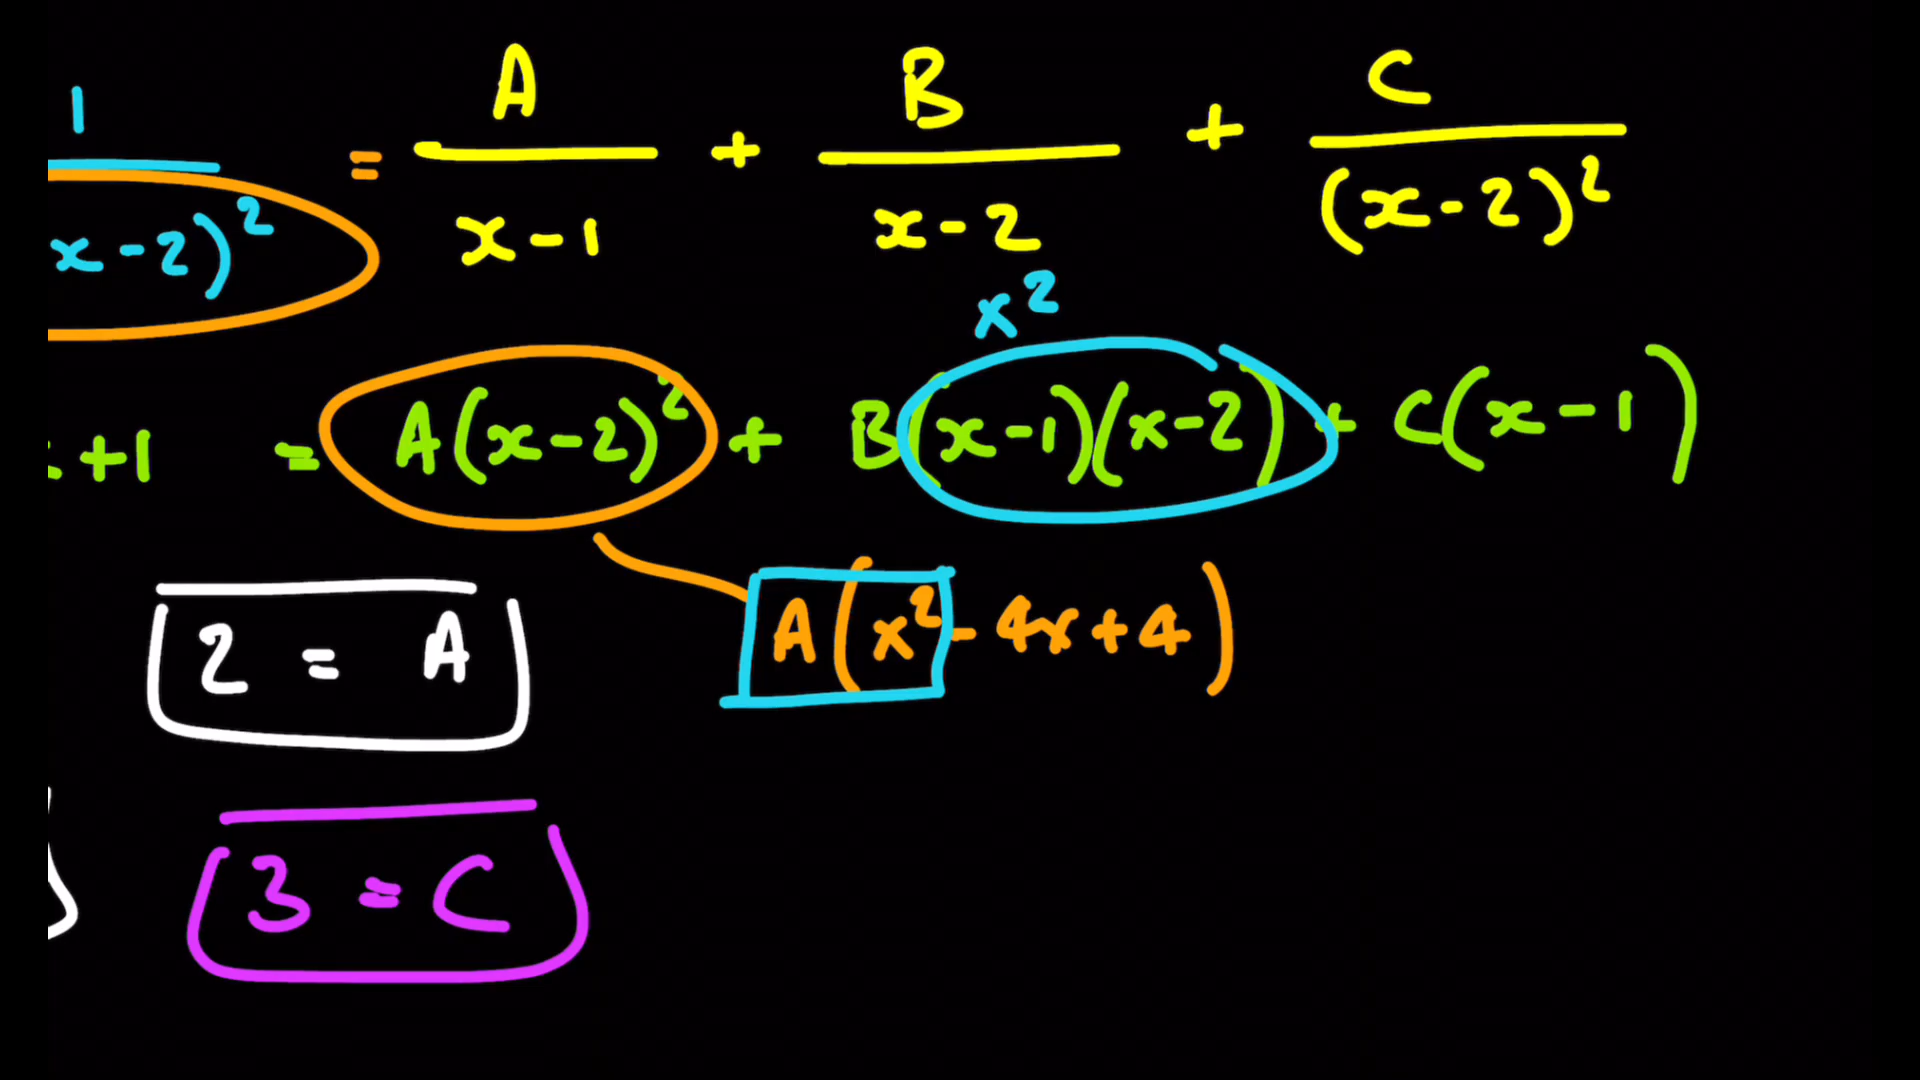 1 = A + B + C
x-2)² x-1 x-2 (x-2)²
x²
+1 = A(x-2)² + B(x-1)(x-2) + C(x-1)
2 = A A(x²-4x+4)
3 = C